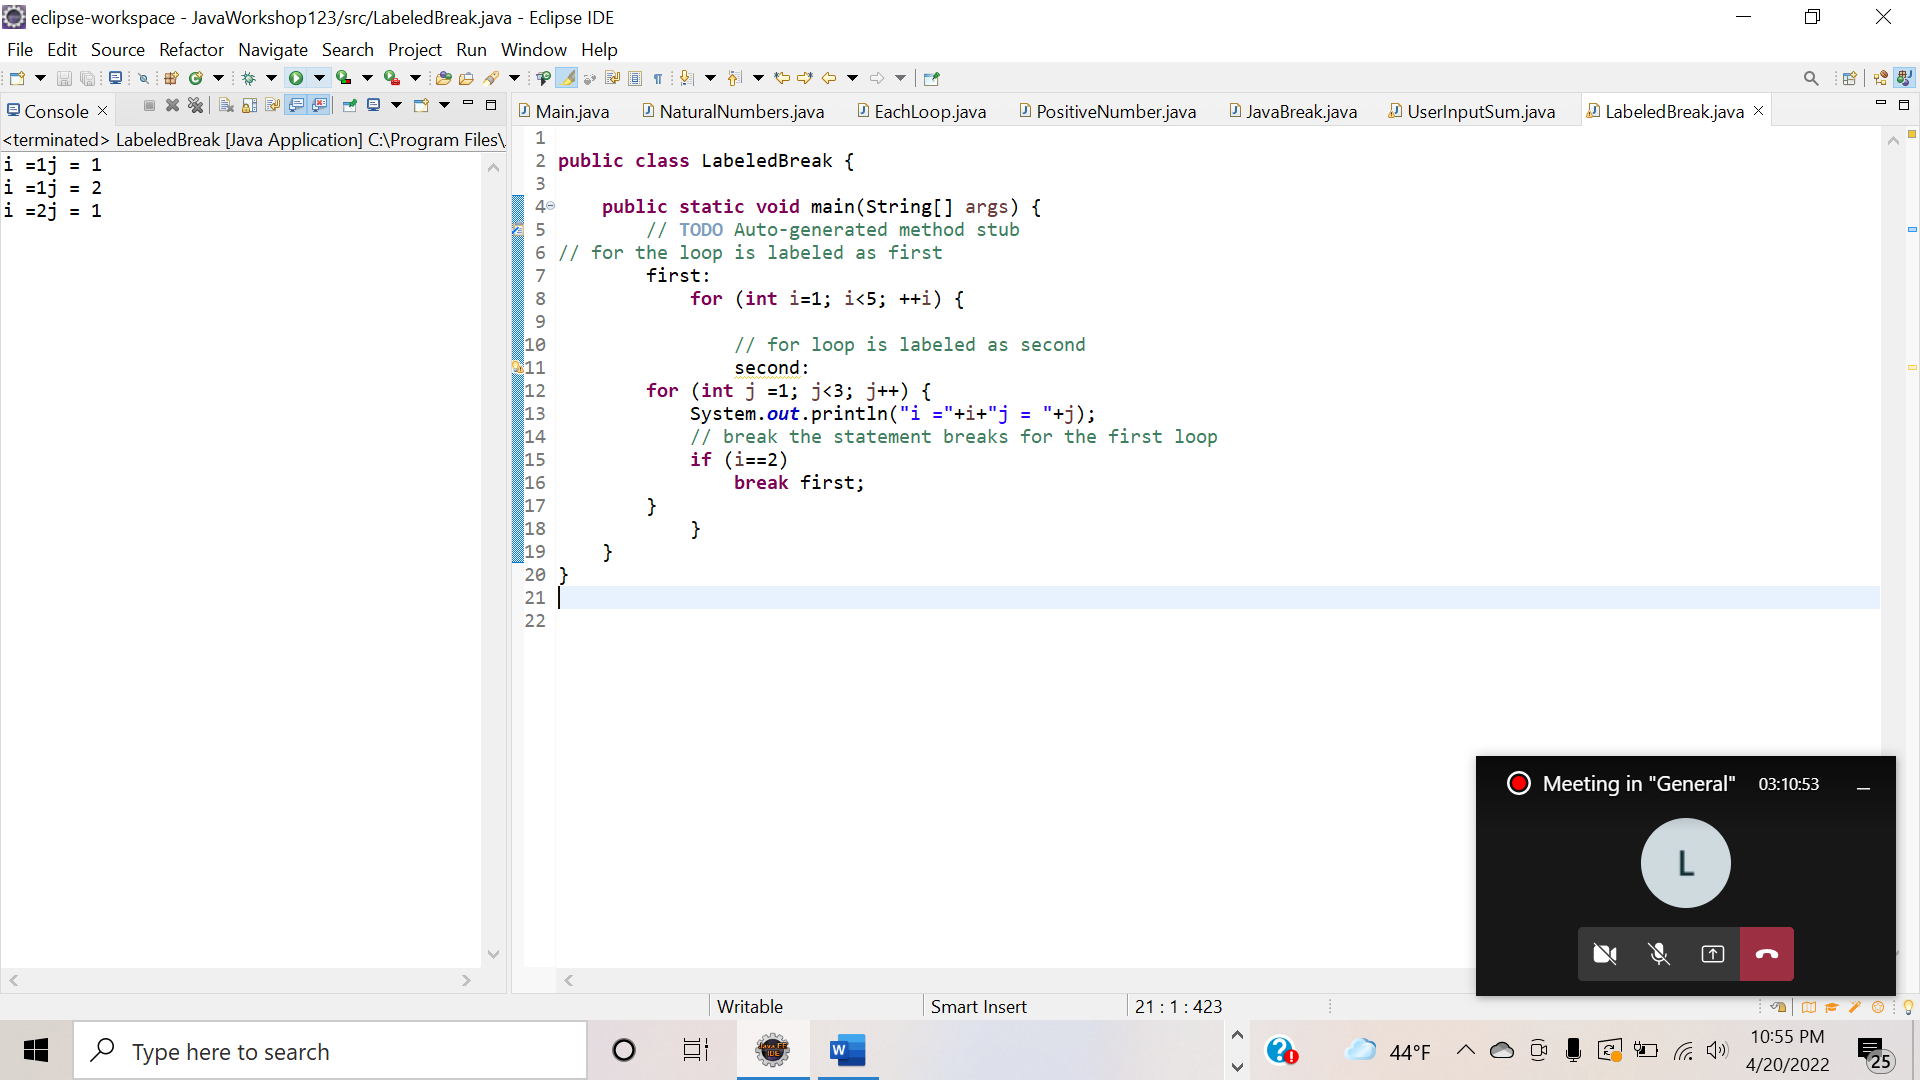 eclipse-workspace - JavaWorkshop123/src/LabeledBreak.java - Eclipse IDE
File Edit Source Refactor Navigate Search Project Run Window Help
Console
<terminated> LabeledBreak [Java Application] C:\Program Files\
i =1j = 1
i =1j = 2
i =2j = 1
Main.java NaturalNumbers.java EachLoop.java PositiveNumber.java JavaBreak.java UserInputSum.java LabeledBreak.java
1
2 public class LabeledBreak {
3
4 public static void main(String[] args) {
5 // TODO Auto-generated method stub
6 // for the loop is labeled as first
7 first:
8 for (int i=1; i<5; ++i) {
9
10 // for loop is labeled as second
11 second:
12 for (int j =1; j<3; j++) {
13 System.out.println("i ="+i+"j = "+j);
14 // break the statement breaks for the first loop
15 if (i==2)
16 break first;
17 }
18 }
19 }
20 }
21
22
Meeting in "General" 03:10:53
L
Writable Smart Insert 21 : 1 : 423
Type here to search
Java EE
IDE
W
44°F
10:55 PM
4/20/2022
25